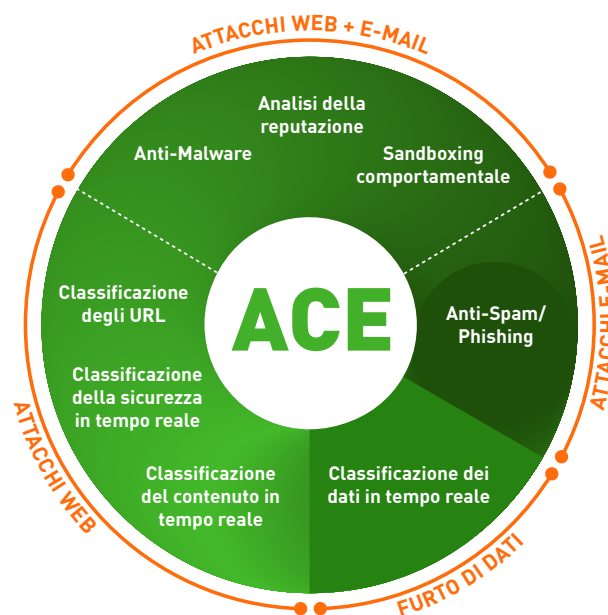 ATTACCHI WEB + E-MAIL
Analisi della
reputazione
Anti-Malware
Sandboxing
comportamentale
ATTACCHI E-MAIL
Classificazione
degli URL
ACE
Anti-Spam/
Phishing
Classificazione
della sicurezza
in tempo reale
ATTACCHI WEB
Classificazione
del contenuto in
tempo reale
Classificazione dei
dati in tempo reale
FURTO DI DATI